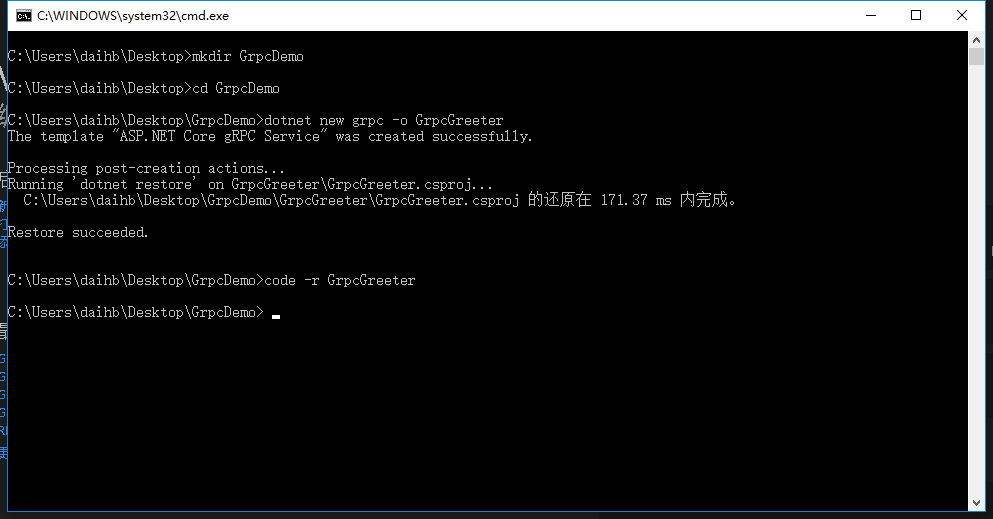 C:\WINDOWS\system32\cmd.exe
C:\Users\daihb\Desktop>mkdir GrpcDemo
C:\Users\daihb\Desktop>cd GrpcDemo
C:\Users\daihb\Desktop\GrpcDemo>dotnet new grpc -o GrpcGreeter
The template "ASP.NET Core gRPC Service" was created successfully.
Processing post-creation actions...
Running 'dotnet restore' on GrpcGreeter\GrpcGreeter.csproj...
C:\Users\daihb\Desktop\GrpcDemo\GrpcGreeter\GrpcGreeter.csproj 的还原在 171.37 ms 内完成。
Restore succeeded.
C:\Users\daihb\Desktop\GrpcDemo>code -r GrpcGreeter
C:\Users\daihb\Desktop\GrpcDemo>